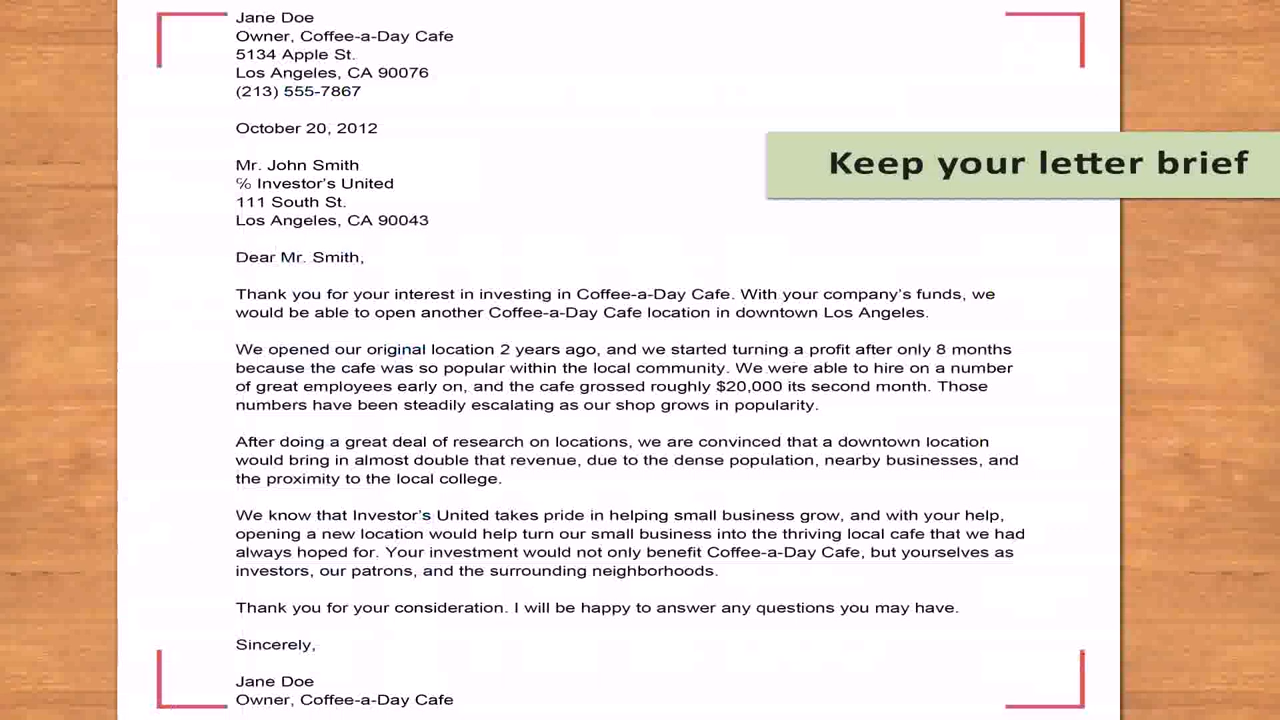 Jane Doe
Owner, Coffee-a-Day Cafe
5134 Apple St.
Los Angeles, CA 90076
(213) 555-7867
October 20, 2012
Keep your letter brief
Mr. John Smith
℅ Investor's United
111 South St.
Los Angeles, CA 90043
Dear Mr. Smith,
Thank you for your interest in investing in Coffee-a-Day Cafe. With your company's funds, we
would be able to open another Coffee-a-Day Cafe location in downtown Los Angeles.
We opened our original location 2 years ago, and we started turning a profit after only 8 months
because the cafe was so popular within the local community. We were able to hire on a number
of great employees early on, and the cafe grossed roughly $20,000 its second month. Those
numbers have been steadily escalating as our shop grows in popularity.
After doing a great deal of research on locations, we are convinced that a downtown location
would bring in almost double that revenue, due to the dense population, nearby businesses, and
the proximity to the local college.
We know that Investor's United takes pride in helping small business grow, and with your help,
opening a new location would help turn our small business into the thriving local cafe that we had
always hoped for. Your investment would not only benefit Coffee-a-Day Cafe, but yourselves as
investors, our patrons, and the surrounding neighborhoods.
Thank you for your consideration. I will be happy to answer any questions you may have.
Sincerely,
Jane Doe
Owner, Coffee-a-Day Cafe